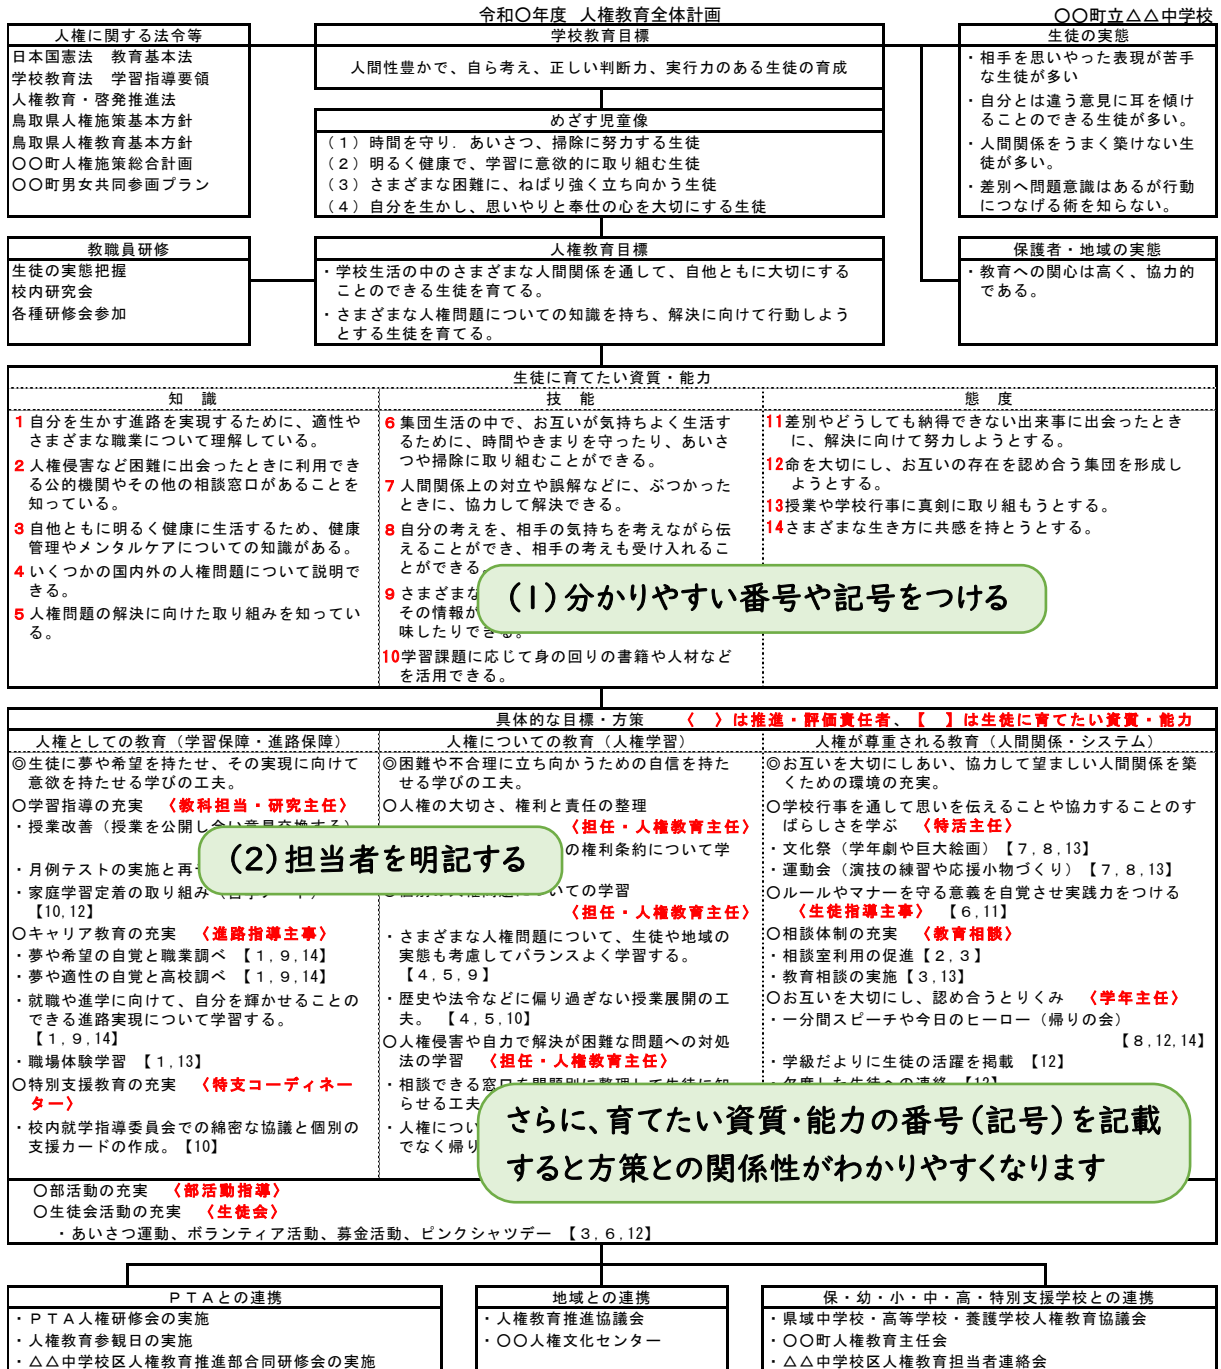 令和〇年度 人権教育全体計画
〇〇町立△△中学校
人権に関する法令等
日本国憲法 教育基本法
学校教育法 学習指導要領
人権教育・啓発推進法
鳥取県人権施策基本方針
鳥取県人権教育基本方針
〇〇町人権施策総合計画
〇〇町男女共同参画プラン
学校教育目標
人間性豊かで、自ら考え、正しい判断力、実行力のある生徒の育成
めざす児童像
(1)時間を守り．あいさつ、掃除に努力する生徒
(2)明るく健康で、学習に意欲的に取り組む生徒
(3)さまざまな困難に、ねばり強く立ち向かう生徒
(4)自分を生かし、思いやりと奉仕の心を大切にする生徒
生徒の実態
・相手を思いやった表現が苦手
な生徒が多い
・自分とは違う意見に耳を傾け
ることのできる生徒が多い。
・人間関係をうまく築けない生
徒が多い。
・差別へ問題意識はあるが行動
につなげる術を知らない。
教職員研修
生徒の実態把握
校内研究会
各種研修会参加
人権教育目標
・学校生活の中のさまざまな人間関係を通して、自他ともに大切にする
ことのできる生徒を育てる。
・さまざまな人権問題についての知識を持ち、解決に向けて行動しよう
とする生徒を育てる。
保護者・地域の実態
・教育への関心は高く、協力的
である。
生徒に育てたい資質・能力
知 識
1 自分を生かす進路を実現するために、適性や
さまざまな職業について理解している。
2 人権侵害など困難に出会ったときに利用でき
る公的機関やその他の相談窓口があることを
知っている。
3 自他ともに明るく健康に生活するため、健康
管理やメンタルケアについての知識がある。
4 いくつかの国内外の人権問題について説明で
きる。
5 人権問題の解決に向けた取り組みを知ってい
る。
技 能
6 集団生活の中で、お互いが気持ちよく生活す
るために、時間やきまりを守ったり、あいさ
つや掃除に取り組むことができる。
7 人間関係上の対立や誤解などに、ぶつかった
ときに、協力して解決できる。
8 自分の考えを、相手の気持ちを考えながら伝
えることができ、相手の考えも受け入れるこ
とができる。
9 さまざまな
その情報が
味したりできる。
10学習課題に応じて身の回りの書籍や人材など
を活用できる。
態 度
11差別やどうしても納得できない出来事に出会ったとき
に、解決に向けて努力しようとする。
12命を大切にし、お互いの存在を認め合う集団を形成し
ようとする。
13授業や学校行事に真剣に取り組もうとする。
14さまざまな生き方に共感を持とうとする。
(1)分かりやすい番号や記号をつける
具体的な目標・方策 〈 〉は推進・評価責任者、【 】は生徒に育てたい資質・能力
人権としての教育(学習保障・進路保障)
◎生徒に夢や希望を持たせ、その実現に向けて
意欲を持たせる学びの工夫。
〇学習指導の充実 〈教科担当・研究主任〉
・授業改善(授業を公開し合い意見交換する)
・月例テストの実施と再
・家庭学習定着の取り組み
【10,12】
〇キャリア教育の充実 〈進路指導主事〉
・夢や希望の自覚と職業調べ 【1,9,14】
・夢や適性の自覚と高校調べ 【1,9,14】
・就職や進学に向けて、自分を輝かせることの
できる進路実現について学習する。
【1,9,14】
・職場体験学習 【1,13】
〇特別支援教育の充実 〈特支コーディネー
ター〉
・校内就学指導委員会での綿密な協議と個別の
支援カードの作成。【10】
人権についての教育(人権学習)
◎困難や不合理に立ち向かうための自信を持た
せる学びの工夫。
〇人権の大切さ、権利と責任の整理
〈担任・人権教育主任〉
の権利条約について学
いての学習
〈担任・人権教育主任〉
・さまざまな人権問題について、生徒や地域の
実態も考慮してバランスよく学習する。
【4,5,9】
・歴史や法令などに偏り過ぎない授業展開の工
夫。 【4,5,10】
〇人権侵害や自力で解決が困難な問題への対処
法の学習 〈担任・人権教育主任〉
・相談できる窓口を問題別に整理して生徒に知
らせる工夫
・人権につい
でなく帰り
人権が尊重される教育(人間関係・システム)
◎お互いを大切にしあい、協力して望ましい人間関係を築
くための環境の充実。
〇学校行事を通して思いを伝えることや協力することのす
ばらしさを学ぶ 〈特活主任〉
・文化祭(学年劇や巨大絵画)【7,8,13】
・運動会(演技の練習や応援小物づくり)【7,8,13】
〇ルールやマナーを守る意義を自覚させ実践力をつける
〈生徒指導主事〉 【6,11】
〇相談体制の充実 〈教育相談〉
・相談室利用の促進【2,3】
・教育相談の実施【3,13】
〇お互いを大切にし、認め合うとりくみ 〈学年主任〉
・一分間スピーチや今日のヒーロー(帰りの会)
【8,12,14】
・学級だよりに生徒の活躍を掲載 【12】
・欠席した生徒への連絡 【12】
(2)担当者を明記する
さらに、育てたい資質・能力の番号(記号)を記載
すると方策との関係性がわかりやすくなります
〇部活動の充実 〈部活動指導〉
〇生徒会活動の充実 〈生徒会〉
・あいさつ運動、ボランティア活動、募金活動、ピンクシャツデー 【3,6,12】
PTAとの連携
・PTA人権研修会の実施
・人権教育参観日の実施
・△△中学校区人権教育推進部合同研修会の実施
地域との連携
・人権教育推進協議会
・〇〇人権文化センター
保・幼・小・中・高・特別支援学校との連携
・県域中学校・高等学校・養護学校人権教育協議会
・〇〇町人権教育主任会
・△△中学校区人権教育担当者連絡会